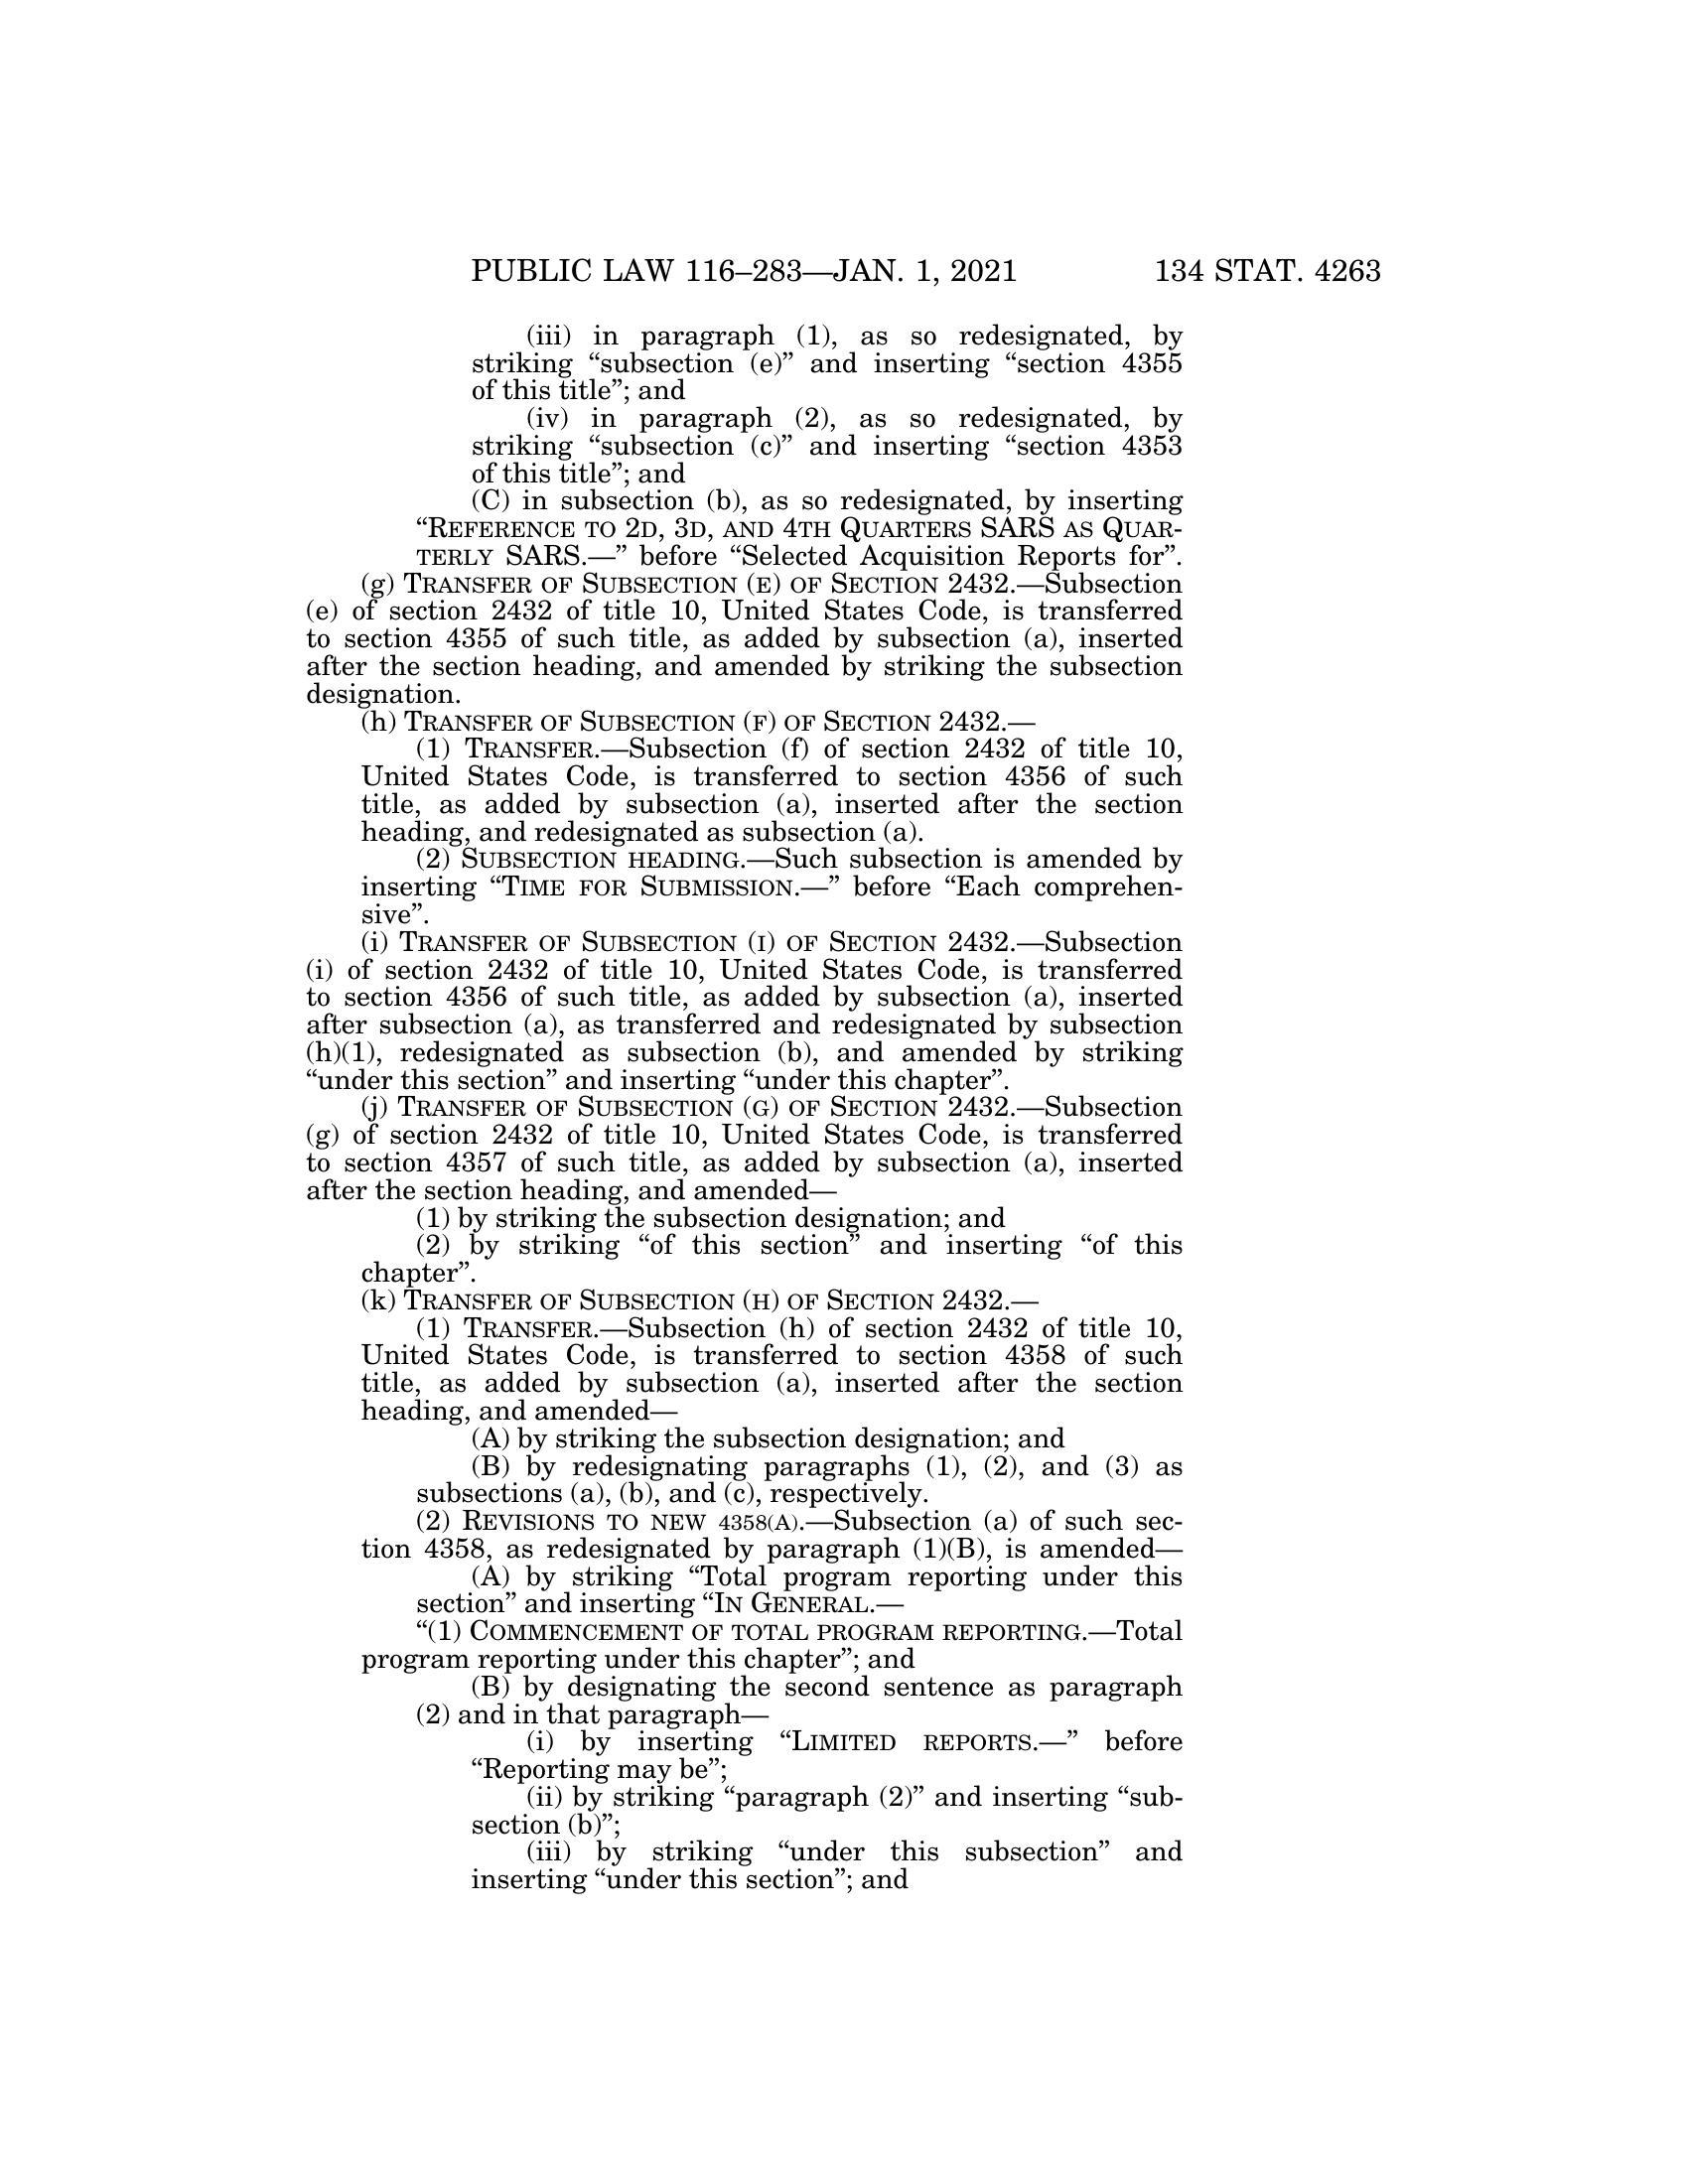 PUBLIC LAW 116–283—JAN. 1, 2021 134 STAT. 4263
(iii) in paragraph (1), as so redesignated, by
striking “subsection (e)” and inserting “section 4355
of this title”; and
(iv) in paragraph (2), as so redesignated, by
striking “subsection (c)” and inserting “section 4353
of this title”; and
(C) in subsection (b), as so redesignated, by inserting
“REFERENCE TO 2D, 3D, AND 4TH QUARTERS SARS AS QUAR-
TERLY SARS.—” before “Selected Acquisition Reports for”.
(g) TRANSFER OF SUBSECTION (E) OF SECTION 2432.—Subsection
(e) of section 2432 of title 10, United States Code, is transferred
to section 4355 of such title, as added by subsection (a), inserted
after the section heading, and amended by striking the subsection
designation.
(h) TRANSFER OF SUBSECTION (F) OF SECTION 2432.—
(1) TRANSFER.—Subsection (f) of section 2432 of title 10,
United States Code, is transferred to section 4356 of such
title, as added by subsection (a), inserted after the section
heading, and redesignated as subsection (a).
(2) SUBSECTION HEADING.—Such subsection is amended by
inserting “TIME FOR SUBMISSION.—” before “Each comprehen-
sive”.
(i) TRANSFER OF SUBSECTION (I) OF SECTION 2432.—Subsection
(i) of section 2432 of title 10, United States Code, is transferred
to section 4356 of such title, as added by subsection (a), inserted
after subsection (a), as transferred and redesignated by subsection
(h)(1), redesignated as subsection (b), and amended by striking
“under this section” and inserting “under this chapter”.
(j) TRANSFER OF SUBSECTION (G) OF SECTION 2432.—Subsection
(g) of section 2432 of title 10, United States Code, is transferred
to section 4357 of such title, as added by subsection (a), inserted
after the section heading, and amended—
(1) by striking the subsection designation; and
(2) by striking “of this section” and inserting “of this
chapter”.
(k) TRANSFER OF SUBSECTION (H) OF SECTION 2432.—
(1) TRANSFER.—Subsection (h) of section 2432 of title 10,
United States Code, is transferred to section 4358 of such
title, as added by subsection (a), inserted after the section
heading, and amended—
(A) by striking the subsection designation; and
(B) by redesignating paragraphs (1), (2), and (3) as
subsections (a), (b), and (c), respectively.
(2) REVISIONS TO NEW 4358(A).—Subsection (a) of such sec-
tion 4358, as redesignated by paragraph (1)(B), is amended—
(A) by striking “Total program reporting under this
section” and inserting “IN GENERAL.—
“(1) COMMENCEMENT OF TOTAL PROGRAM REPORTING.—Total
program reporting under this chapter”; and
(B) by designating the second sentence as paragraph
(2) and in that paragraph—
(i) by inserting “LIMITED REPORTS.—” before
“Reporting may be”;
(ii) by striking “paragraph (2)” and inserting “sub-
section (b)”;
(iii) by striking “under this subsection” and
inserting “under this section”; and